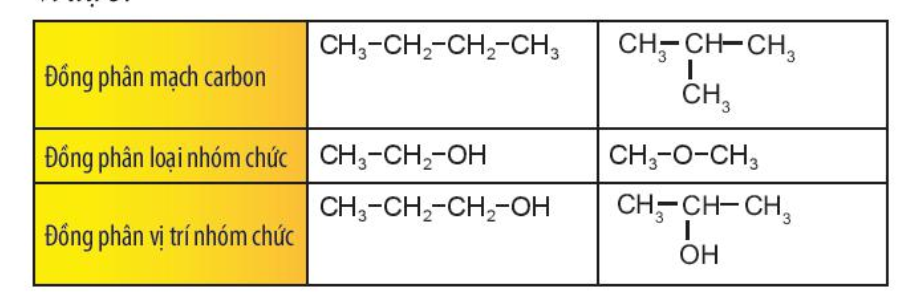 Đồng phân mạch carbon
CH₃–CH₂–CH₂–CH₃
CH₃–CH–CH₃
CH₃
Đồng phân loại nhóm chức
CH₃–CH₂–OH
CH₃–O–CH₃
Đồng phân vị trí nhóm chức
CH₃–CH₂–CH₂–OH
CH₃–CH–CH₃
OH